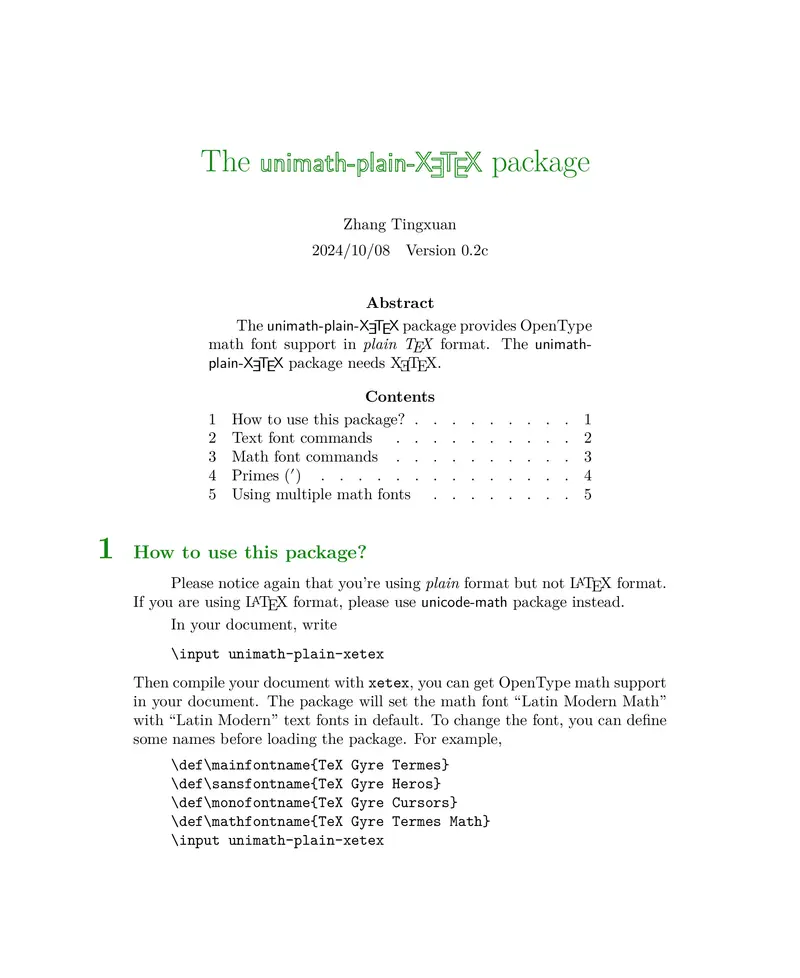 The unimath-plain-XƎTEX package
Zhang Tingxuan
2024/10/08 Version 0.2c
Abstract
The unimath-plain-XƎTEX package provides OpenType
math font support in plain TEX format. The unimath-
plain-XƎTEX package needs XƎTEX.
Contents
1 How to use this package? . . . . . . . . . 1
2 Text font commands . . . . . . . . . . 2
3 Math font commands . . . . . . . . . . 3
4 Primes (′) . . . . . . . . . . . . . . 4
5 Using multiple math fonts . . . . . . . . 5
1 How to use this package?
Please notice again that you’re using plain format but not LATEX format.
If you are using LATEX format, please use unicode-math package instead.
In your document, write
\input unimath-plain-xetex
Then compile your document with xetex, you can get OpenType math support
in your document. The package will set the math font “Latin Modern Math”
with “Latin Modern” text fonts in default. To change the font, you can define
some names before loading the package. For example,
\def\mainfontname{TeX Gyre Termes}
\def\sansfontname{TeX Gyre Heros}
\def\monofontname{TeX Gyre Cursors}
\def\mathfontname{TeX Gyre Termes Math}
\input unimath-plain-xetex